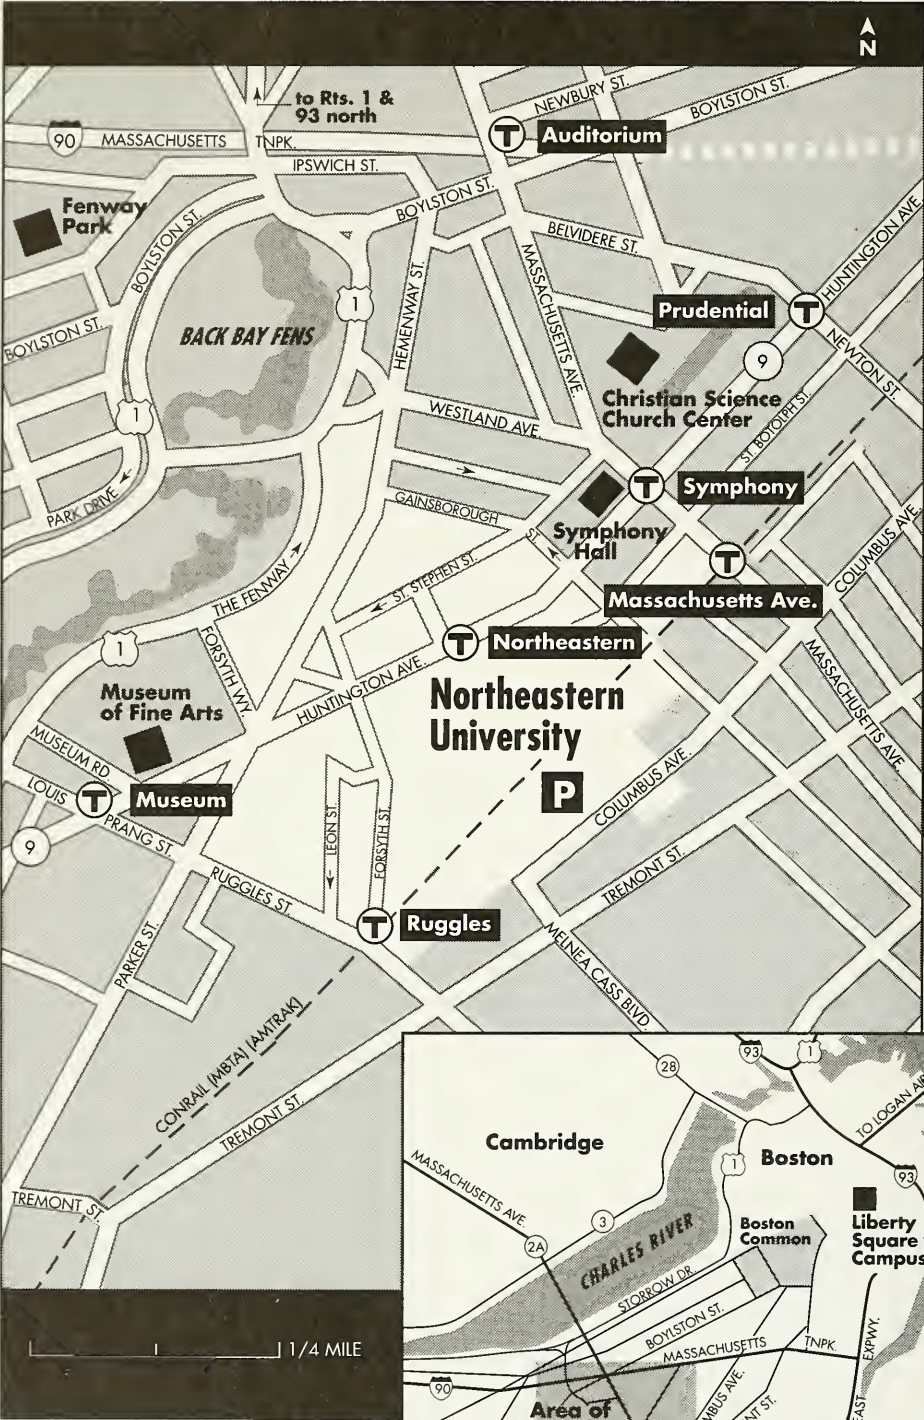 N
to Rts. 1 &
93 north
90
MASSACHUSETTS TNPK.
IPSWICH ST.
NEWBURY ST.
BOYLSTON ST.
T Auditorium
Fenway
Park
BOYLSTON ST.
BOYLSTON ST.
BELVIDERE ST.
HUNTINGTON AVE.
MASSACHUSETTS AVE.
HEMENWAY ST.
1
BACK BAY FENS
BOYLSTON ST.
Prudential T
9
NEWTON ST.
Christian Science
Church Center
1
WESTLAND AVE.
ST. BOTOLPH ST.
PARK DRIVE
T Symphony
GAINSBOROUGH ST.
Symphony
Hall
COLUMBUS AVE.
T
Massachusetts Ave.
ST. STEPHEN ST.
THE FENWAY
1
FORSYTH WY.
T Northeastern
MASSACHUSETTS AVE.
HUNTINGTON AVE.
Northeastern
University
P
Museum
of Fine Arts
MUSEUM RD.
T Museum
LOUIS PRANG ST.
9
COLUMBUS AVE.
LEON ST.
FORSYTH ST.
TREMONT ST.
RUGGLES ST.
T Ruggles
PARKER ST.
MELNEA CASS BLVD.
CONRAIL (MBTA) (AMTRAK)
TREMONT ST.
TREMONT ST.
1/4 MILE
28
93
1
TO LOGAN
Cambridge
Boston
1
93
MASSACHUSETTS AVE.
3
2A
CHARLES RIVER
Boston
Common
Liberty
Square
Campus
STORROW DR.
BOYLSTON ST.
MASSACHUSETTS TNPK.
EXPWY.
90
Area of